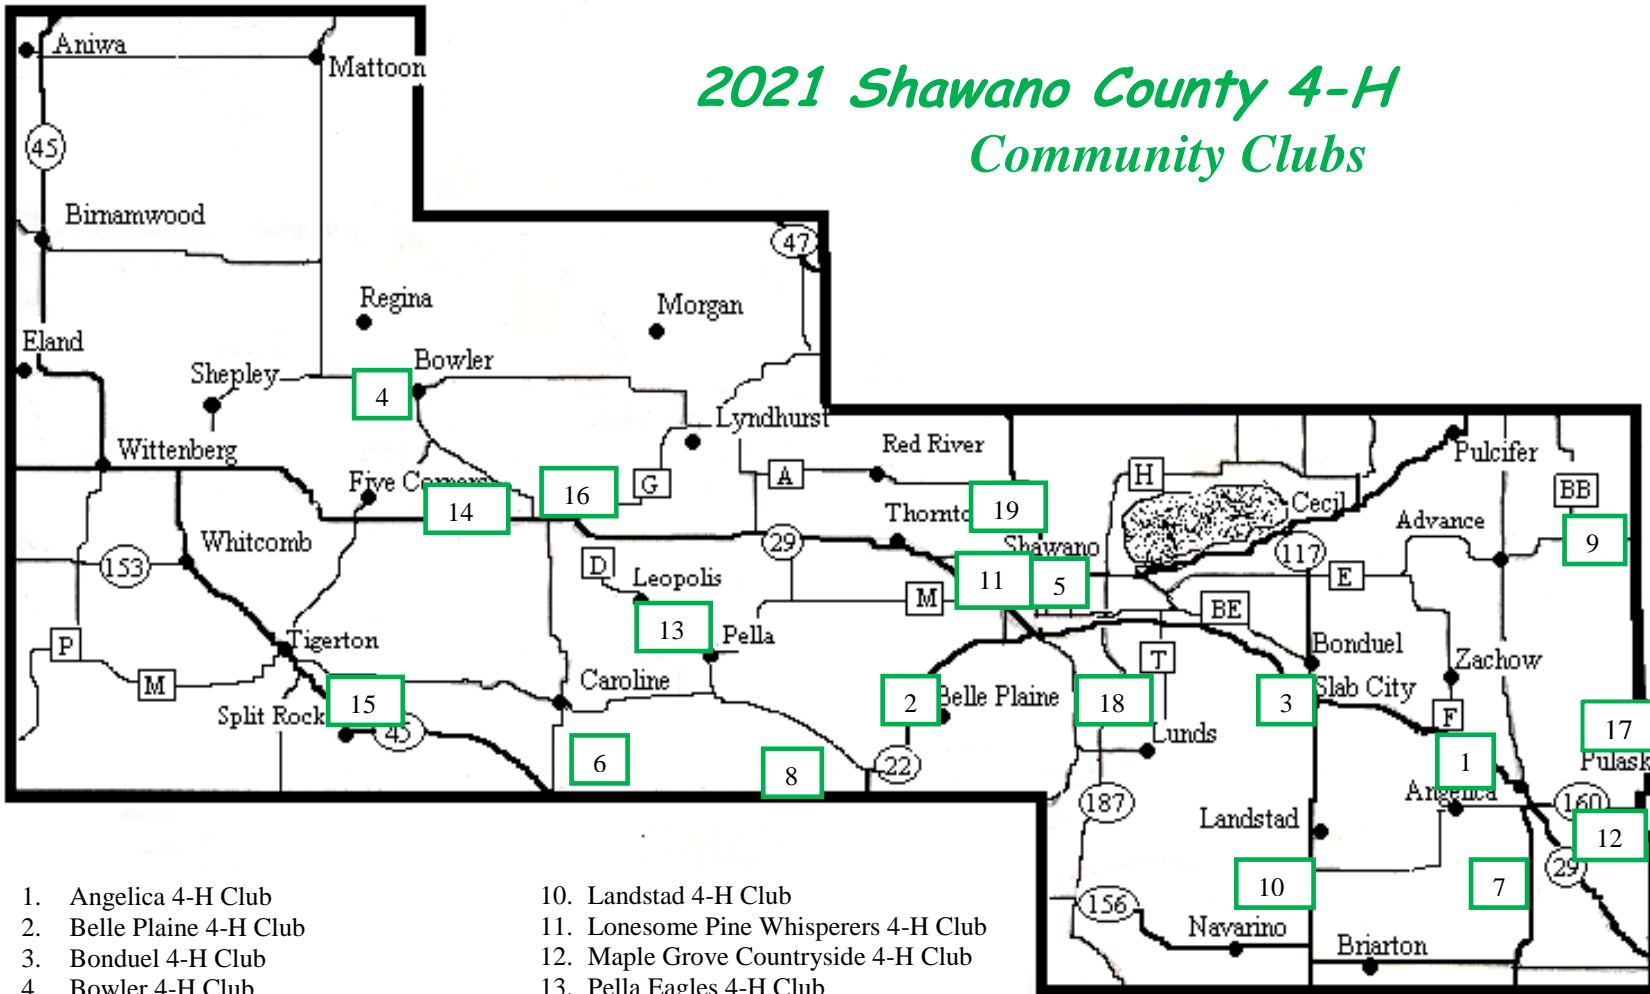 2021 Shawano County 4-H
Community Clubs
Aniwa
Mattoon
45
Birnamwood
47
Regina
Morgan
Eland
Bowler
Shepley
4
Lyndhurst
Red River
Pulcifer
Wittenberg
Five Corners
16
G
A
H
Cecil
BB
14
19
Thornto
Advance
Whitcomb
29
Shawano
117
9
153
D
Leopolis
11
5
E
M
BE
13
Pella
P
Tigerton
T
Bonduel
Zachow
M
Caroline
15
2
Belle Plaine
18
3
Slab City
F
Split Rock
45
17
Lunds
6
8
22
1
Pulask
187
Angelica
160
Landstad
12
29
10
7
156
Navarino
Briarton
1. Angelica 4-H Club
2. Belle Plaine 4-H Club
3. Bonduel 4-H Club
4. Bowler 4-H Club
10. Landstad 4-H Club
11. Lonesome Pine Whisperers 4-H Club
12. Maple Grove Countryside 4-H Club
13. Pella Eagles 4-H Club